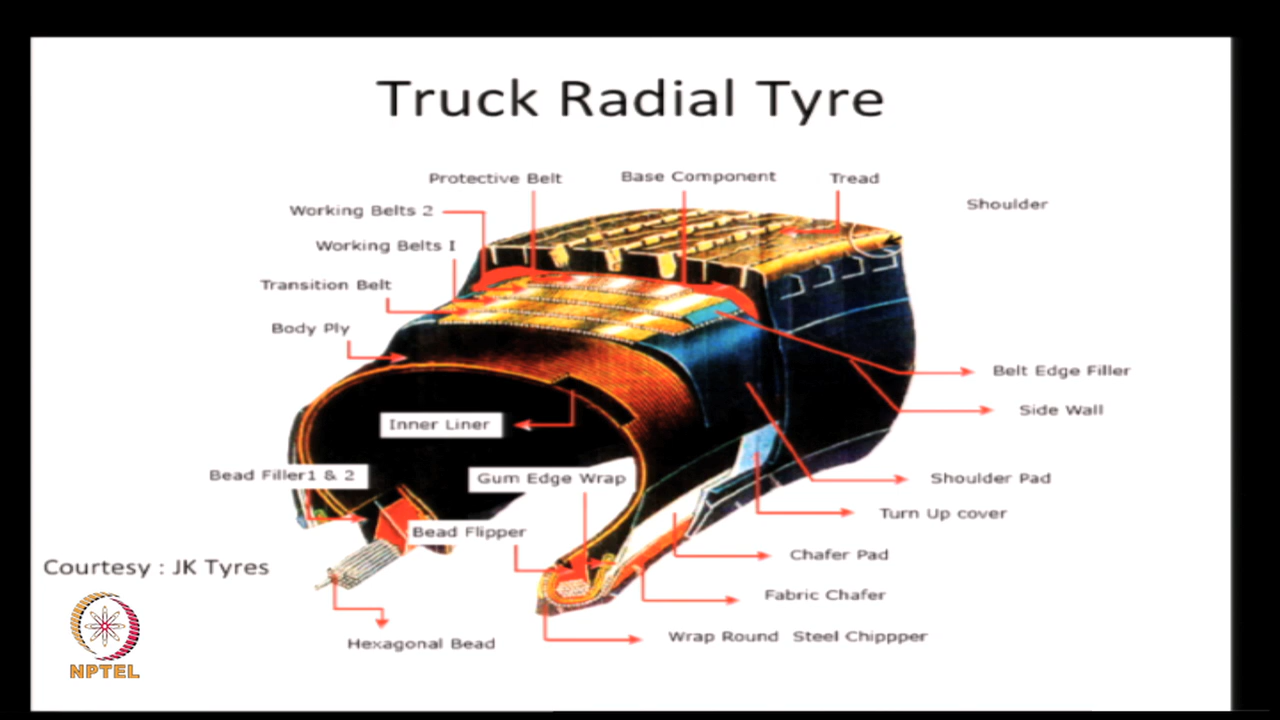 Truck Radial Tyre
Protective Belt
Base Component
Tread
Shoulder
Working Belts 2
Working Belts I
Transition Belt
Body Ply
Belt Edge Filler
Side Wall
Inner Liner
Bead Filler1 & 2
Gum Edge Wrap
Shoulder Pad
Turn Up cover
Bead Flipper
Chafer Pad
Courtesy : JK Tyres
Fabric Chafer
Wrap Round Steel Chippper
Hexagonal Bead
NPTEL